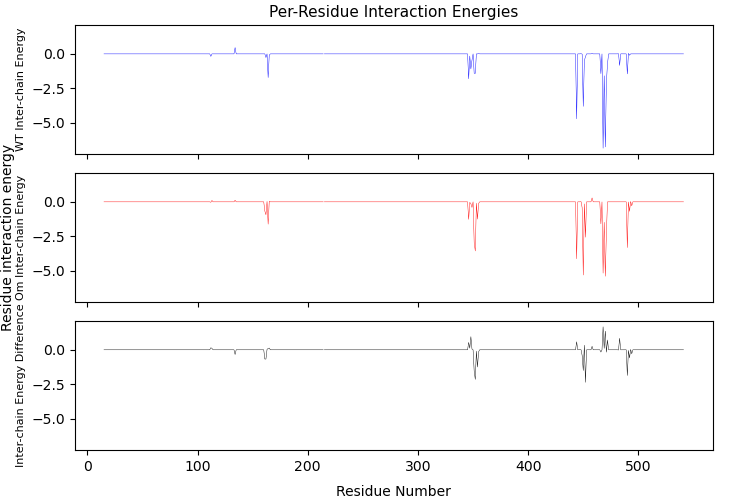 Per-Residue Interaction Energies
WT Inter-chain Energy
0.0
−2.5
−5.0
Residue interaction energy
Om Inter-chain Energy
0.0
−2.5
−5.0
Inter-chain Energy Difference
0.0
−2.5
−5.0
0 100 200 300 400 500
Residue Number